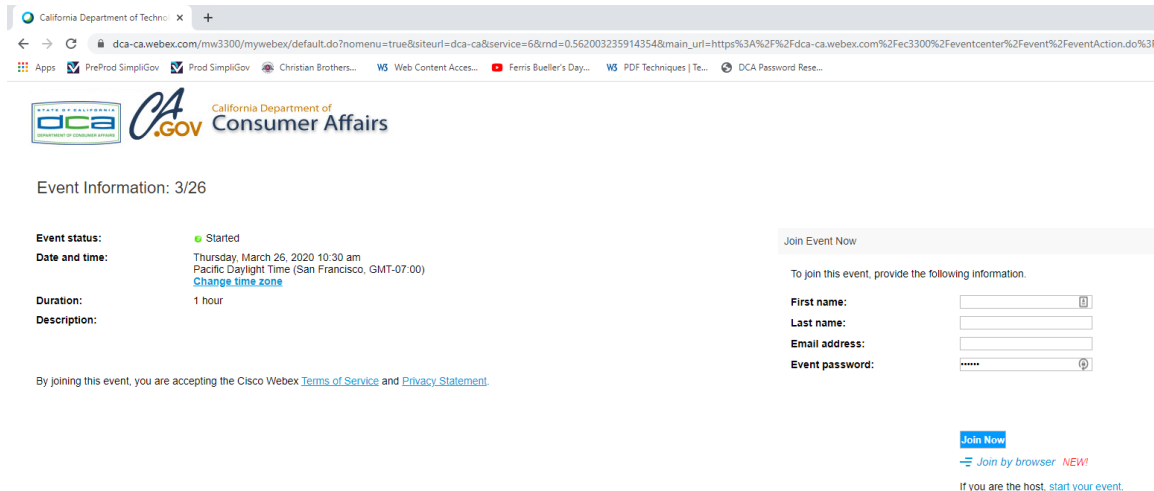 California Department of Techno
dca-ca.webex.com/mw3300/mywebex/default.do?nomenu=true&siteurl=dca-ca&service=6&rnd=0.562003235914354&main_url=https%3A%2F%2Fdca-ca.webex.com%2Fec3300%2Feventcenter%2Fevent%2FeventAction.do%3F
Apps PreProd SimpliGov Prod SimpliGov Christian Brothers... W3 Web Content Acces... Ferris Bueller's Day... W3 PDF Techniques | Te... DCA Password Rese...
STATE OF CALIFORNIA
dca
DEPARTMENT OF CONSUMER AFFAIRS
CA.GOV
California Department of
Consumer Affairs
Event Information: 3/26
Event status: Started
Date and time: Thursday, March 26, 2020 10:30 am
Pacific Daylight Time (San Francisco, GMT-07:00)
Change time zone
Duration: 1 hour
Description:
By joining this event, you are accepting the Cisco Webex Terms of Service and Privacy Statement.
Join Event Now
To join this event, provide the following information.
First name:
Last name:
Email address:
Event password: ••••••
Join Now
Join by browser NEW!
If you are the host, start your event.